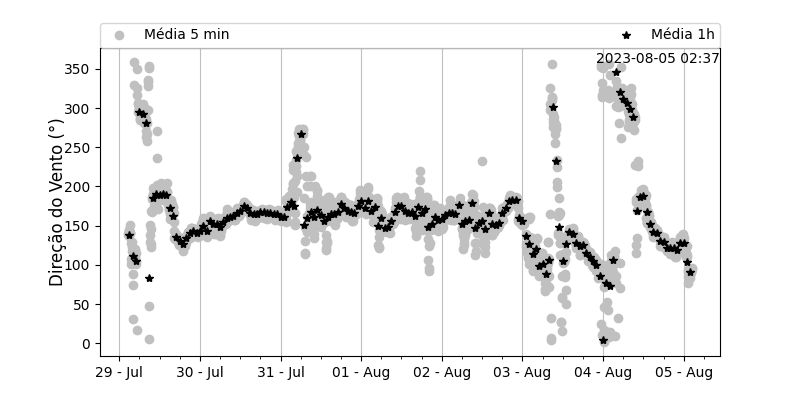 Média 5 min
Média 1h
2023-08-05 02:37
Direção do Vento (°)
350
300
250
200
150
100
50
0
29 - Jul
30 - Jul
31 - Jul
01 - Aug
02 - Aug
03 - Aug
04 - Aug
05 - Aug